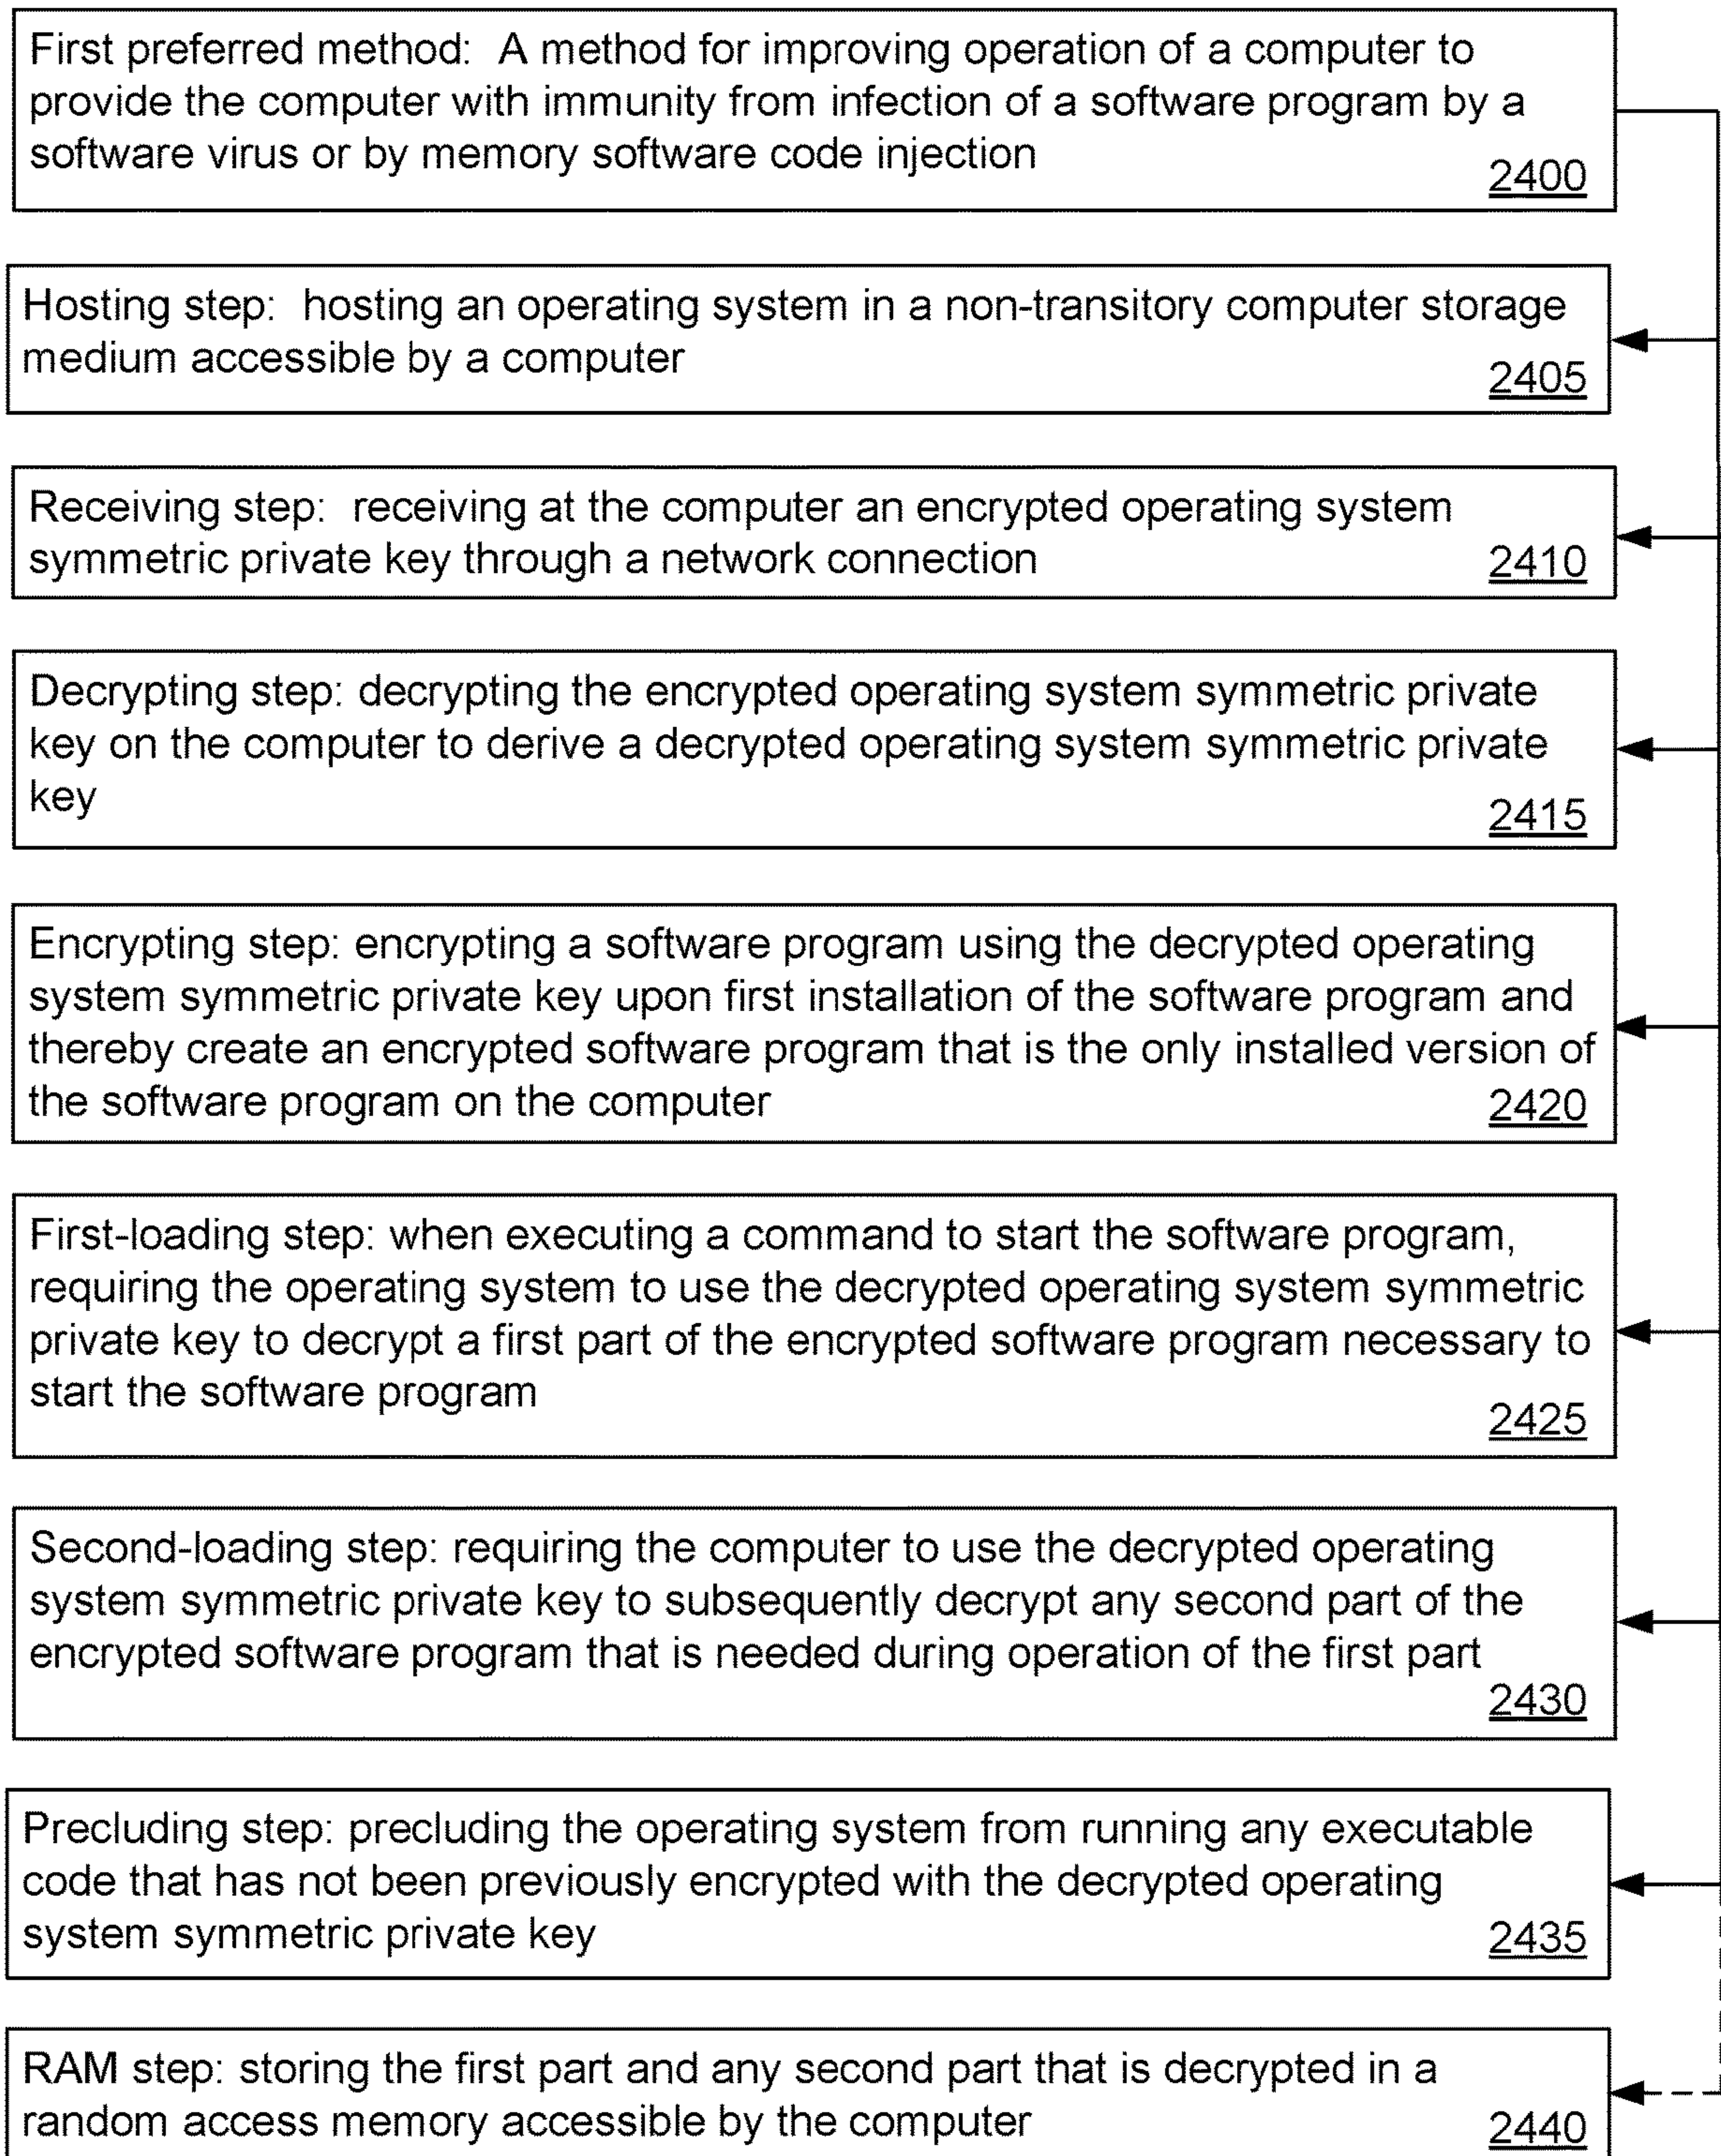 First preferred method:  A method for improving operation of a computer to
provide the computer with immunity from infection of a software program by a
software virus or by memory software code injection
2400
Hosting step:  hosting an operating system in a non-transitory computer storage
medium accessible by a computer
2405
Receiving step:  receiving at the computer an encrypted operating system
symmetric private key through a network connection
2410
Decrypting step: decrypting the encrypted operating system symmetric private
key on the computer to derive a decrypted operating system symmetric private
key
2415
Encrypting step: encrypting a software program using the decrypted operating
system symmetric private key upon first installation of the software program and
thereby create an encrypted software program that is the only installed version of
the software program on the computer
2420
First-loading step: when executing a command to start the software program,
requiring the operating system to use the decrypted operating system symmetric
private key to decrypt a first part of the encrypted software program necessary to
start the software program
2425
Second-loading step: requiring the computer to use the decrypted operating
system symmetric private key to subsequently decrypt any second part of the
encrypted software program that is needed during operation of the first part
2430
Precluding step: precluding the operating system from running any executable
code that has not been previously encrypted with the decrypted operating
system symmetric private key
2435
RAM step: storing the first part and any second part that is decrypted in a
random access memory accessible by the computer
2440